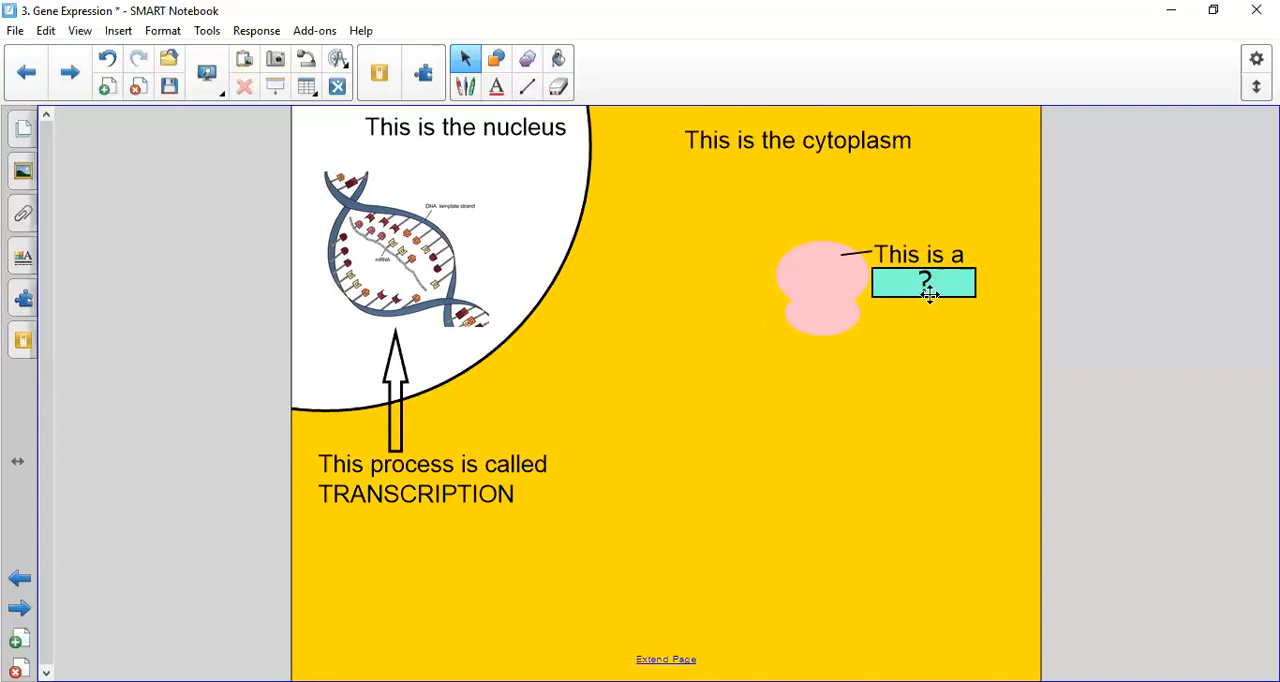 3. Gene Expression * - SMART Notebook
File Edit View Insert Format Tools Response Add-ons Help
This is the nucleus
This is the cytoplasm
DNA template strand
mRNA
This is a
?
This process is called
TRANSCRIPTION
Extend Page